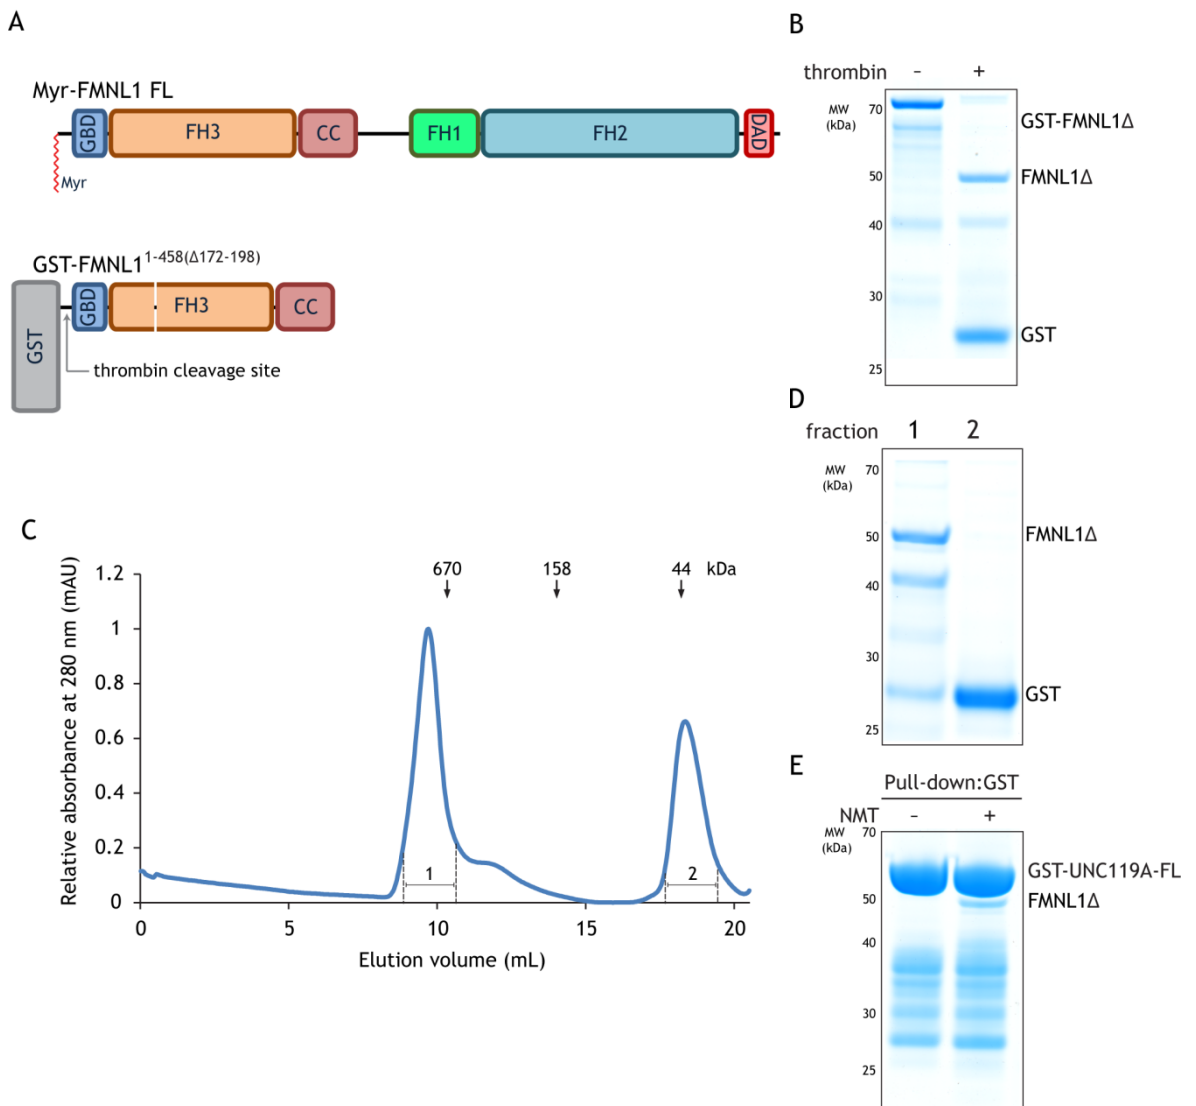 A
Myr-FMNL1 FL
GBD FH3 CC FH1 FH2 DAD
Myr
GST-FMNL1 1-458(Δ172-198)
GST GBD FH3 CC
thrombin cleavage site
B
thrombin - +
MW
(kDa)
70
GST-FMNL1Δ
50
FMNL1Δ
40
30
GST
25
C
670 158 44 kDa
Relative absorbance at 280 nm (mAU)
1.2
1
0.8
0.6
0.4
0.2
0
1 2
0 5 10 15 20
Elution volume (mL)
D
fraction 1 2
MW
(kDa)
70
50
FMNL1Δ
40
30
GST
25
E
Pull-down:GST
NMT - +
MW
(kDa)
70
GST-UNC119A-FL
50
FMNL1Δ
40
30
25